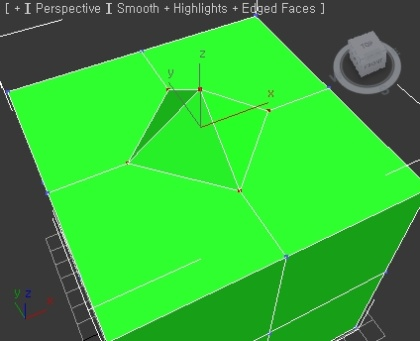 [ + ] Perspective ] Smooth + Highlights + Edged Faces ]
z
y
x
y z